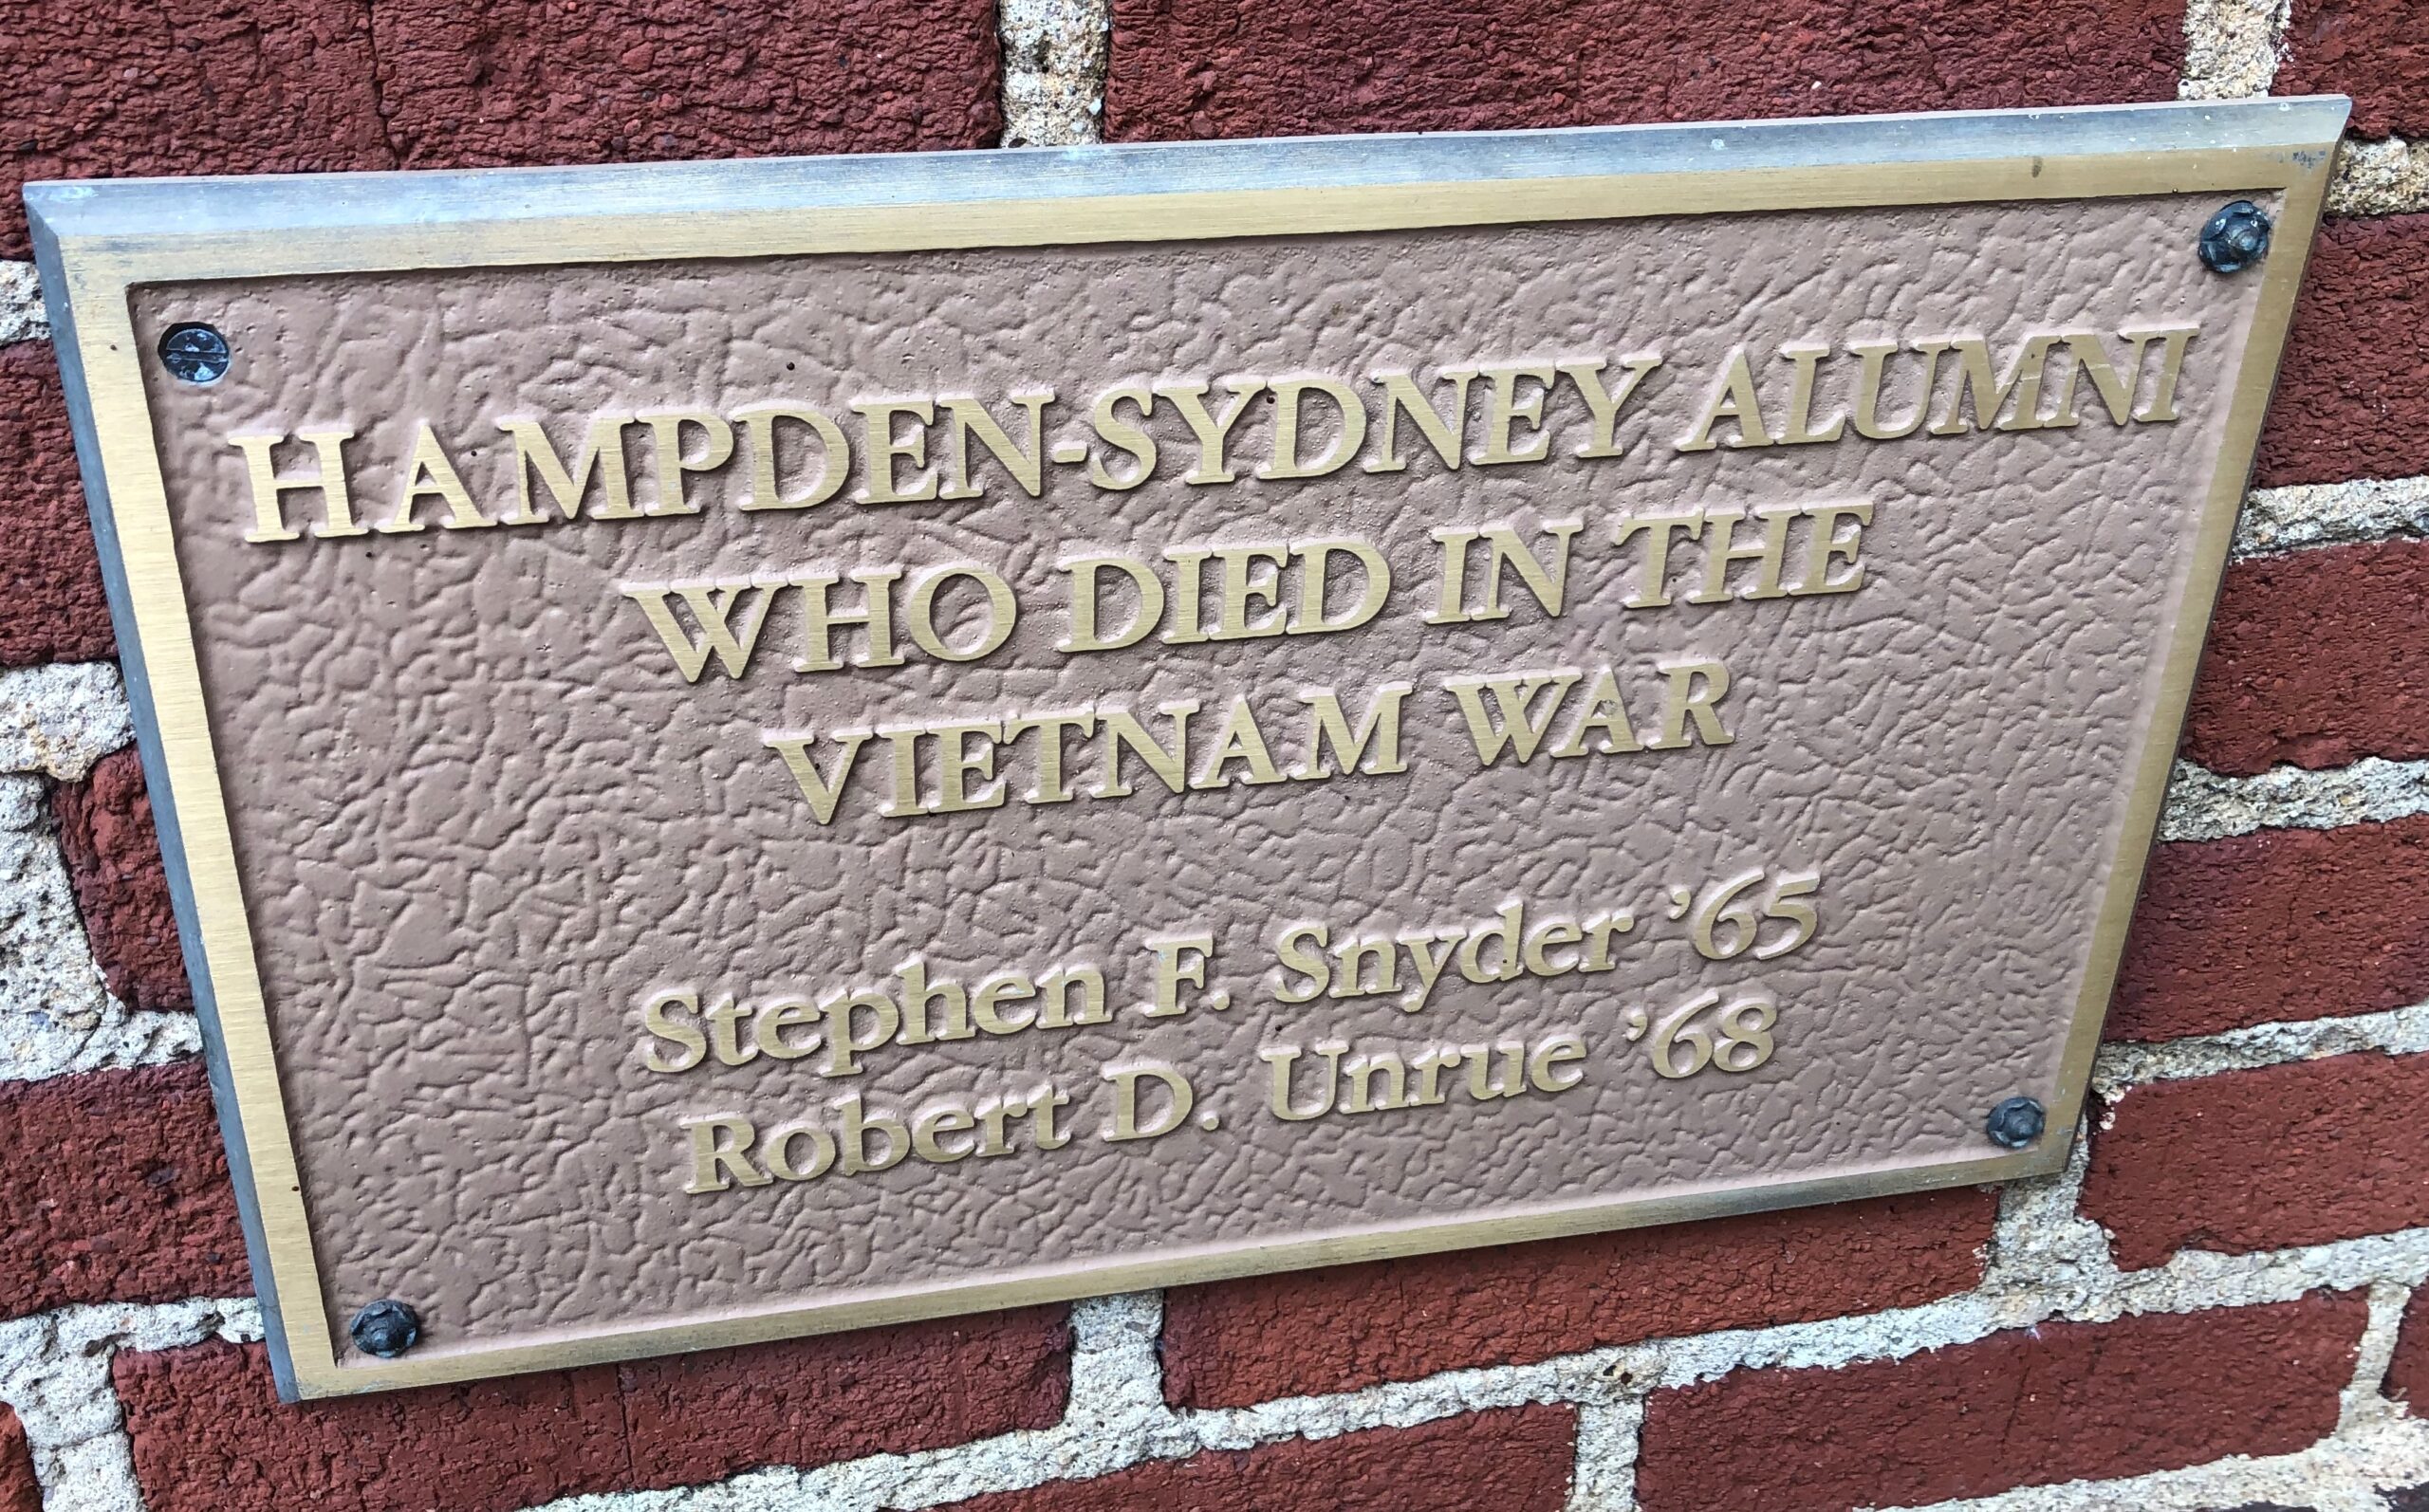 HAMPDEN-SYDNEY ALUMNI
WHO DIED IN THE
VIETNAM WAR
Stephen F. Snyder ’65
Robert D. Unrue ’68